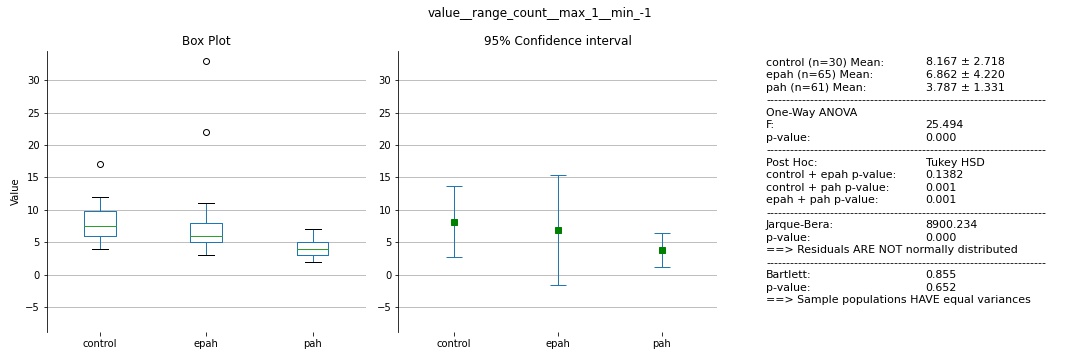 value__range_count__max_1__min_-1
Box Plot
Value
30
25
20
15
10
5
0
−5
control epah pah
95% Confidence interval
30
25
20
15
10
5
0
−5
control epah pah
control (n=30) Mean: 8.167 ± 2.718
epah (n=65) Mean: 6.862 ± 4.220
pah (n=61) Mean: 3.787 ± 1.331
One-Way ANOVA
F: 25.494
p-value: 0.000
Post Hoc: Tukey HSD
control + epah p-value: 0.1382
control + pah p-value: 0.001
epah + pah p-value: 0.001
Jarque-Bera: 8900.234
p-value: 0.000
==> Residuals ARE NOT normally distributed
Bartlett: 0.855
p-value: 0.652
==> Sample populations HAVE equal variances